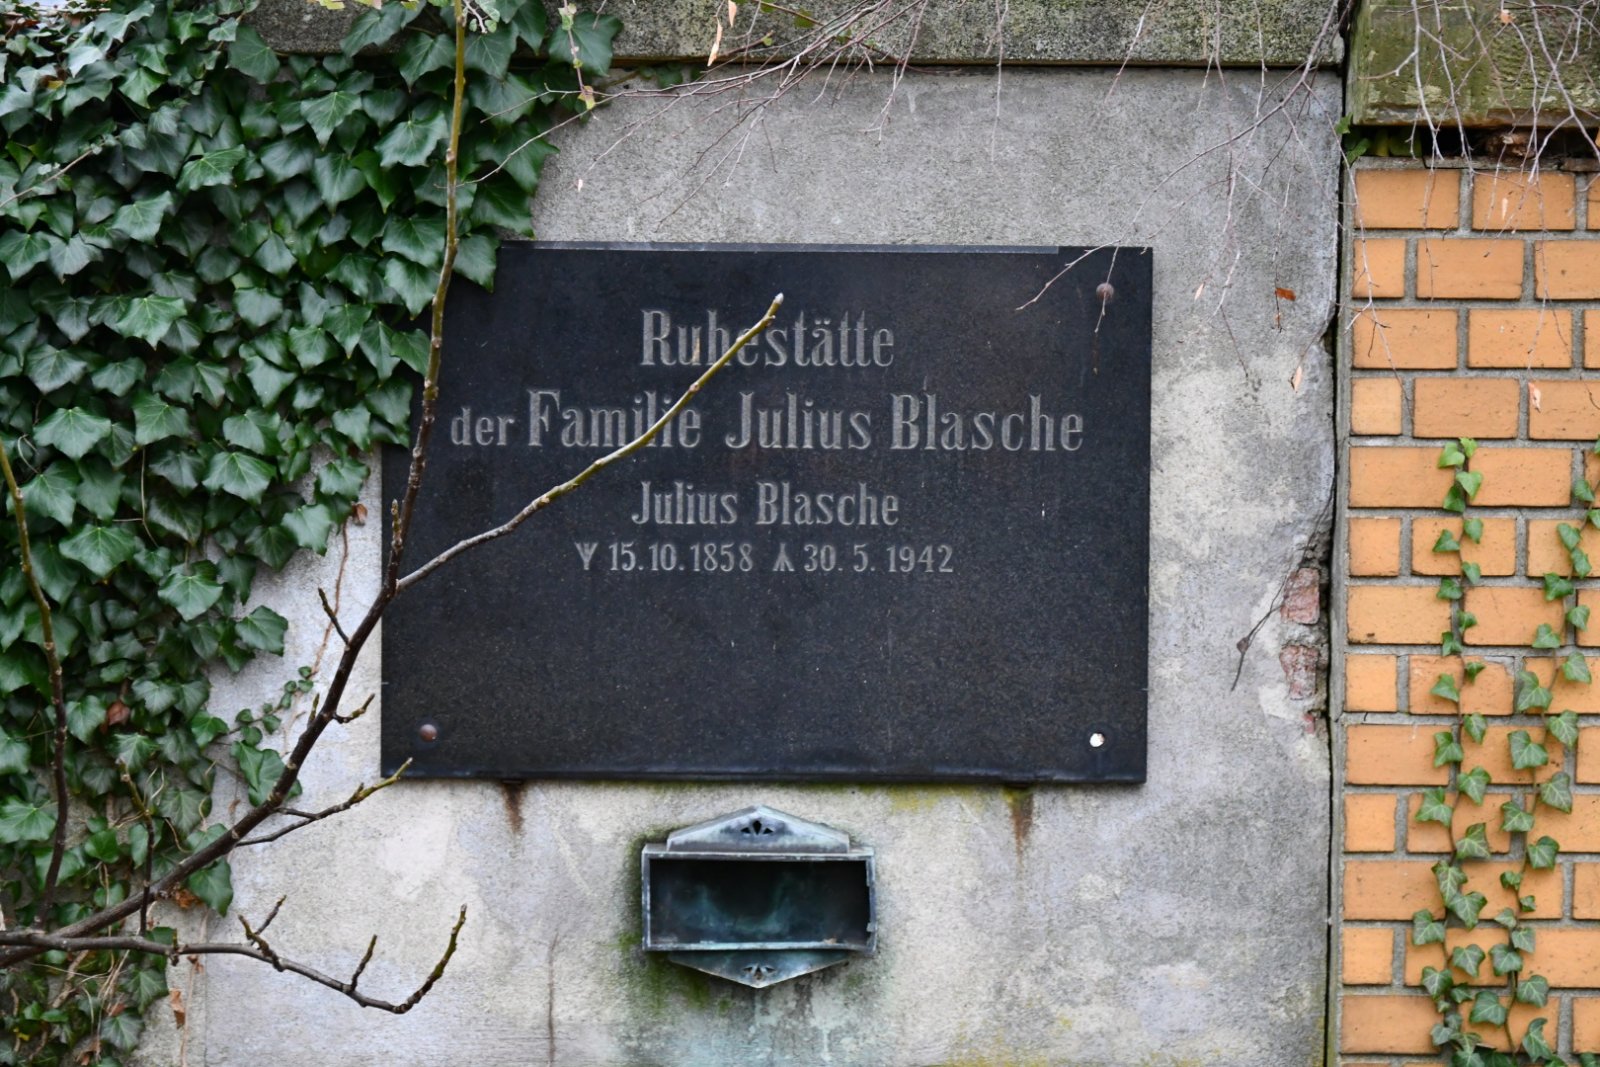 Ruhestätte
der Familie Julius Blasche
Julius Blasche
ᛉ 15.10.1858 ᛣ 30.5.1942